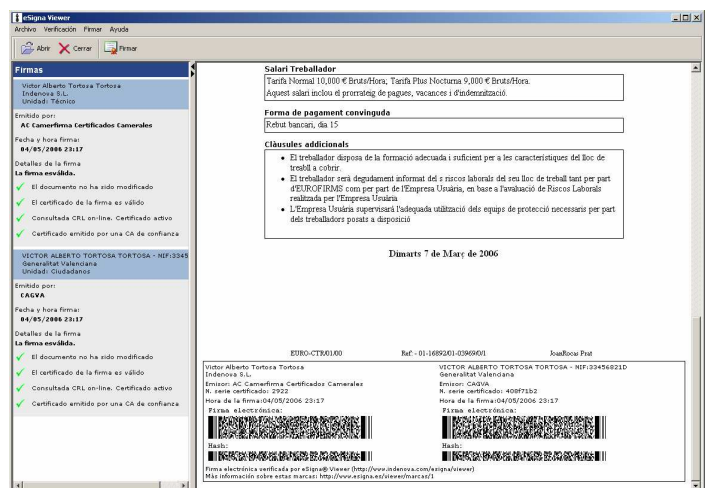 eSigna Viewer
Archivo Verificación Firmar Ayuda
Abrir Cerrar Firmar
Firmas
Victor Alberto Tortosa Tortosa
Indenova S.L.
Unidad: Técnico
Emitido por:
AC Camerfirma Certificados Camerales
Fecha y hora firma:
04/05/2006 23:17
Detalles de la firma
La firma esválida.
El documento no ha sido modificado
El certificado de la firma es válido
Consultada CRL on-line. Certificado activo
Certificado emitido por una CA de confianza
VICTOR ALBERTO TORTOSA TORTOSA - NIF:3345
Generalitat Valenciana
Unidad: Ciudadanos
Emitido por:
CAGVA
Fecha y hora firma:
04/05/2006 23:17
Detalles de la firma
La firma esválida.
El documento no ha sido modificado
El certificado de la firma es válido
Consultada CRL on-line. Certificado activo
Certificado emitido por una CA de confianza
Salari Treballador
Tarifa Normal 10,000 € Bruts/Hora; Tarifa Plus Nocturna 9,000 € Bruts/Hora.
Aquest salari inclou el prorrateig de pagues, vacances i d'indemnització.
Forma de pagament convinguda
Rebut bancari, dia 15
Clàusules addicionals
• El treballador disposa de la formació adecuada i suficient per a les característiques del lloc de
treball a cobrir.
• El treballador serà degudament informat del s riscos laborals del seu lloc de treball tant per part
d'EUROFIRMS com per part de l'Empresa Usuària, en base a l'avaluació de Riscos Laborals
realitzada per l'Empresa Usuària
• L'Empresa Usuària supervisarà l'adequada utilització dels equips de protecció necessaris per part
dels treballadors posats a disposició
Dimarts 7 de Març de 2006
EURO-CTR/01/00 Ref: - 01-16892/01-03969/0/1 JoanRocas Prat
Victor Alberto Tortosa Tortosa
Indenova S.L.
Emisor: AC Camerfirma Certificados Camerales
N. serie certificado: 2922
Hora de la firma:04/05/2006 23:17
Firma electrónica:
Hash:
VICTOR ALBERTO TORTOSA TORTOSA - NIF:33456821D
Generalitat Valenciana
Emisor: CAGVA
N. serie certificado: 408f71b2
Hora de la firma:04/05/2006 23:17
Firma electrónica:
Hash:
Firma electrónica verificada por eSigna® Viewer (http://www.indenova.com/esigna/viewer)
Más información sobre estas marcas: http://www.esigna.es/viewer/marcas/1